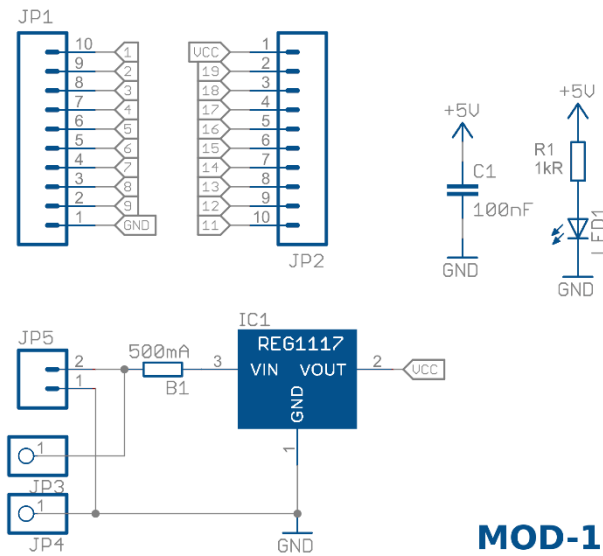 JP1
10 1
9 2
8 3
7 4
6 5
5 6
4 7
3 8
2 9
1 GND
VCC 1
19 2
18 3
17 4
16 5
15 6
14 7
13 8
12 9
11 10
JP2
+5V
C1
100nF
GND
+5V
R1
1kR
LED1
GND
JP5
2
1
500mA
B1
IC1
REG1117
3 VIN VOUT 2
GND
1
VCC
1
JP3
1
JP4
GND
MOD-1